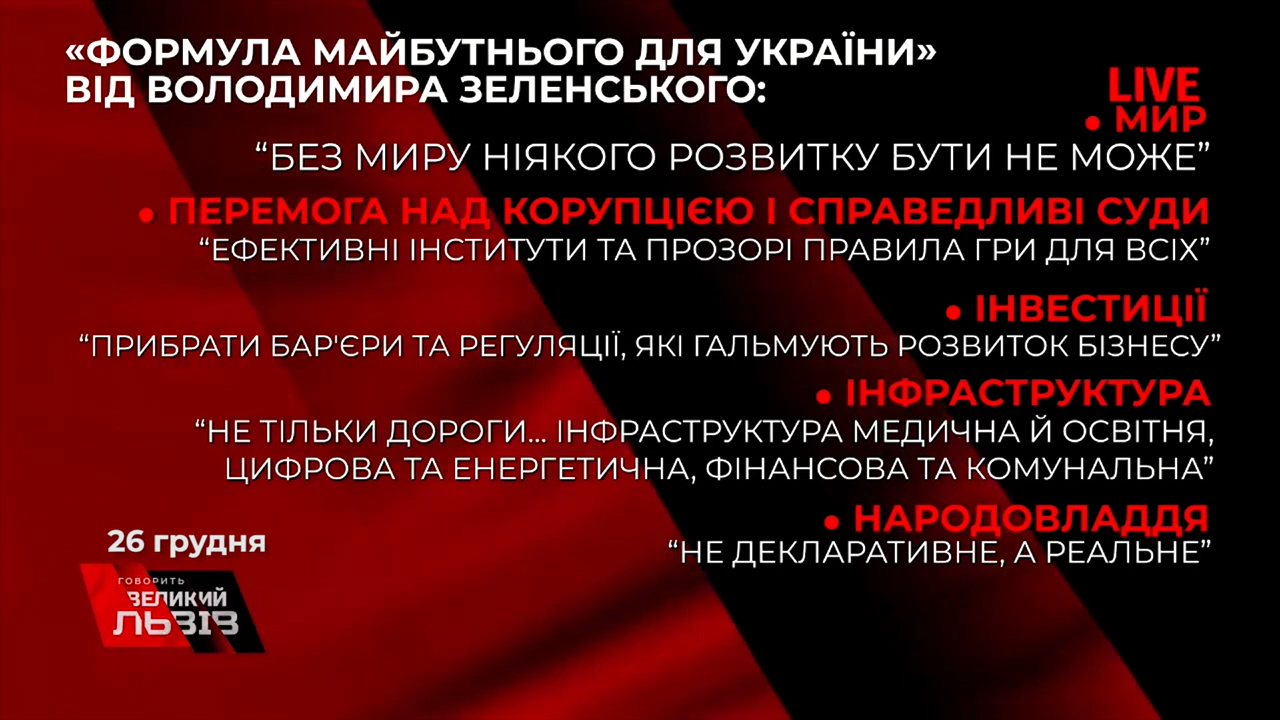 «ФОРМУЛА МАЙБУТНЬОГО ДЛЯ УКРАЇНИ»
ВІД ВОЛОДИМИРА ЗЕЛЕНСЬКОГО:
LIVE
● МИР
“БЕЗ МИРУ НІЯКОГО РОЗВИТКУ БУТИ НЕ МОЖЕ”
● ПЕРЕМОГА НАД КОРУПЦІЄЮ І СПРАВЕДЛИВІ СУДИ
“ЕФЕКТИВНІ ІНСТИТУТИ ТА ПРОЗОРІ ПРАВИЛА ГРИ ДЛЯ ВСІХ”
● ІНВЕСТИЦІЇ
“ПРИБРАТИ БАР'ЄРИ ТА РЕГУЛЯЦІЇ, ЯКІ ГАЛЬМУЮТЬ РОЗВИТОК БІЗНЕСУ”
● ІНФРАСТРУКТУРА
“НЕ ТІЛЬКИ ДОРОГИ... ІНФРАСТРУКТУРА МЕДИЧНА Й ОСВІТНЯ,
ЦИФРОВА ТА ЕНЕРГЕТИЧНА, ФІНАНСОВА ТА КОМУНАЛЬНА”
● НАРОДОВЛАДДЯ
“НЕ ДЕКЛАРАТИВНЕ, А РЕАЛЬНЕ”
26 грудня
ГОВОРИТЬ
ВЕЛИКИЙ
ЛЬВІВ